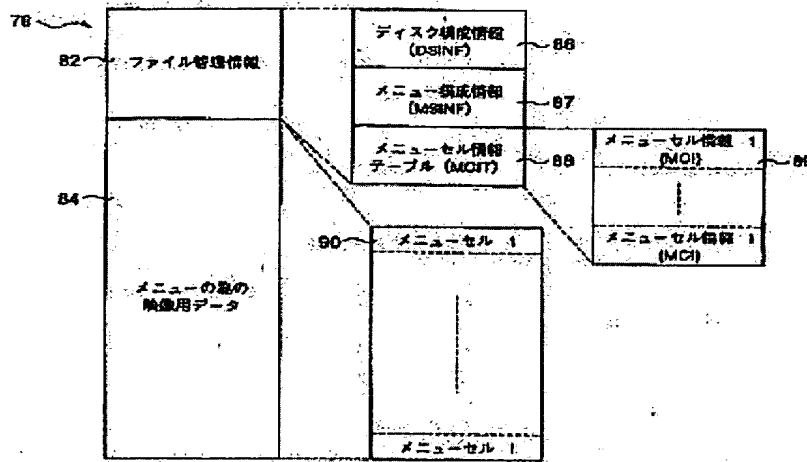 78
82
ファイル管理情報
84
メニューの為の
映像用データ
ディスク構成情報
(DSINF)
86
メニュー構成情報
(MSINF)
87
メニューセル情報
テーブル (MCIT)
88
メニューセル情報 1
(MCI)
メニューセル情報 1
(MCI)
90
メニューセル 1
メニューセル 1